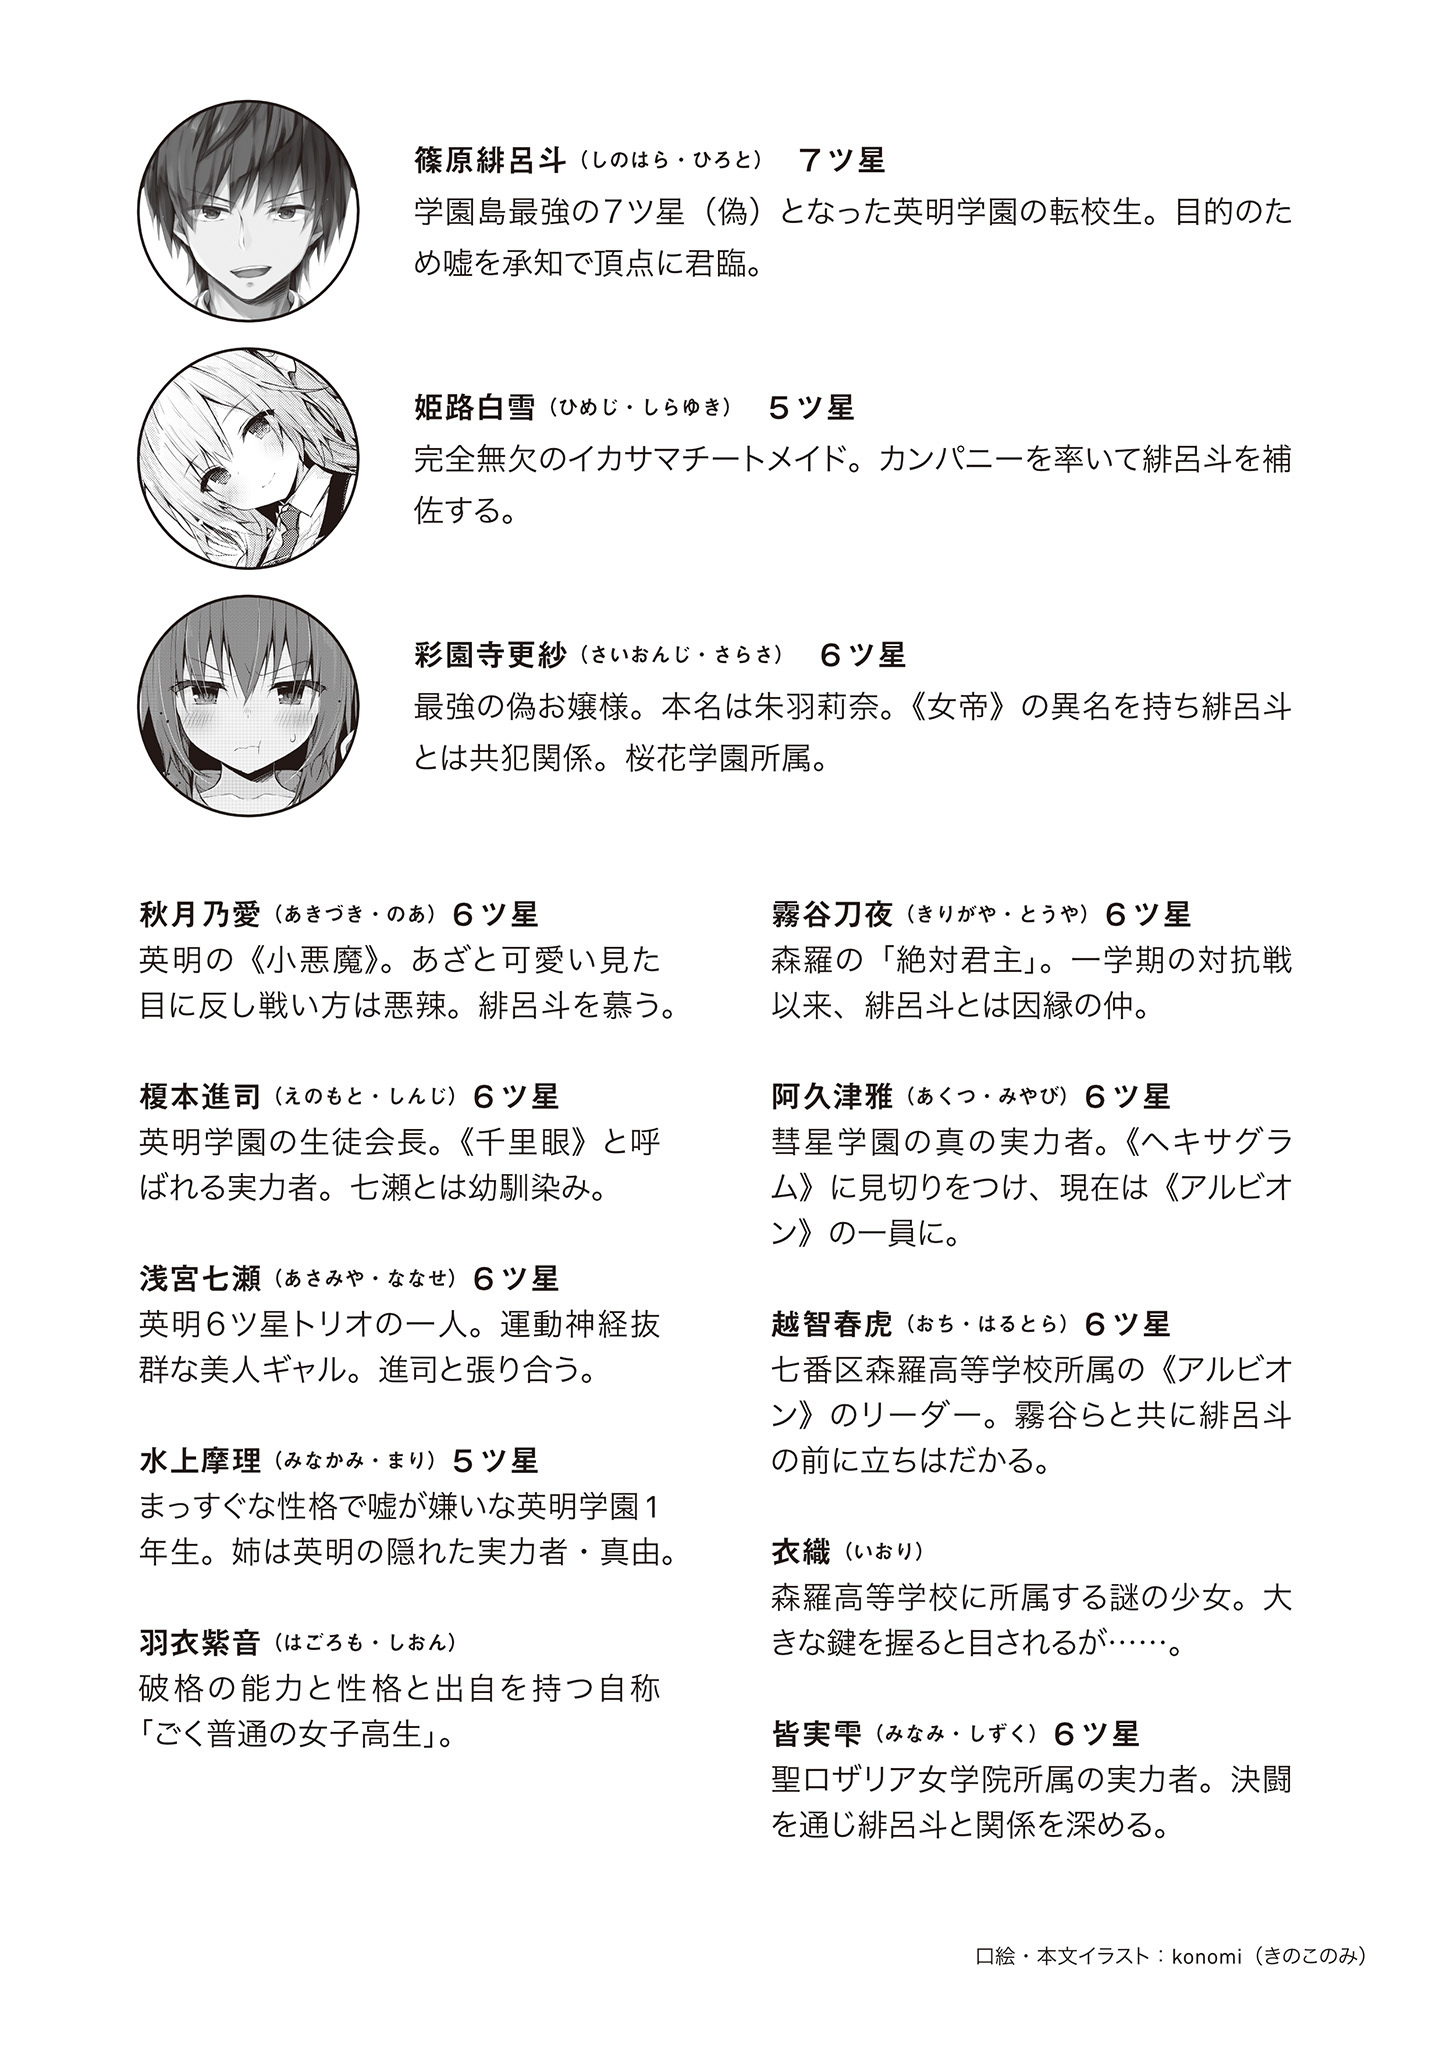 篠原緋呂斗（しのはら・ひろと）　7ツ星
学園島最強の7ツ星（偽）となった英明学園の転校生。目的のた
め嘘を承知で頂点に君臨。
姫路白雪（ひめじ・しらゆき）　5ツ星
完全無欠のイカサマチートメイド。カンパニーを率いて緋呂斗を補
佐する。
彩園寺更紗（さいおんじ・さらさ）　6ツ星
最強の偽お嬢様。本名は朱羽莉奈。《女帝》の異名を持ち緋呂斗
とは共犯関係。桜花学園所属。
秋月乃愛（あきづき・のあ）6ツ星
英明の《小悪魔》。あざと可愛い見た
目に反し戦い方は悪辣。緋呂斗を慕う。
榎本進司（えのもと・しんじ）6ツ星
英明学園の生徒会長。《千里眼》と呼
ばれる実力者。七瀬とは幼馴染み。
浅宮七瀬（あさみや・ななせ）6ツ星
英明6ツ星トリオの一人。運動神経抜
群な美人ギャル。進司と張り合う。
水上摩理（みなかみ・まり）5ツ星
まっすぐな性格で嘘が嫌いな英明学園1
年生。姉は英明の隠れた実力者・真由。
羽衣紫音（はごろも・しおん）
破格の能力と性格と出自を持つ自称
「ごく普通の女子高生」。
霧谷刀夜（きりがや・とうや）6ツ星
森羅の「絶対君主」。一学期の対抗戦
以来、緋呂斗とは因縁の仲。
阿久津雅（あくつ・みやび）6ツ星
彗星学園の真の実力者。《ヘキサグラ
ム》に見切りをつけ、現在は《アルビオ
ン》の一員に。
越智春虎（おち・はるとら）6ツ星
七番区森羅高等学校所属の《アルビオ
ン》のリーダー。霧谷らと共に緋呂斗
の前に立ちはだかる。
衣織（いおり）
森羅高等学校に所属する謎の少女。大
きな鍵を握ると目されるが……。
皆実雫（みなみ・しずく）6ツ星
聖ロザリア女学院所属の実力者。決闘
を通じ緋呂斗と関係を深める。
口絵・本文イラスト：konomi（きのこのみ）